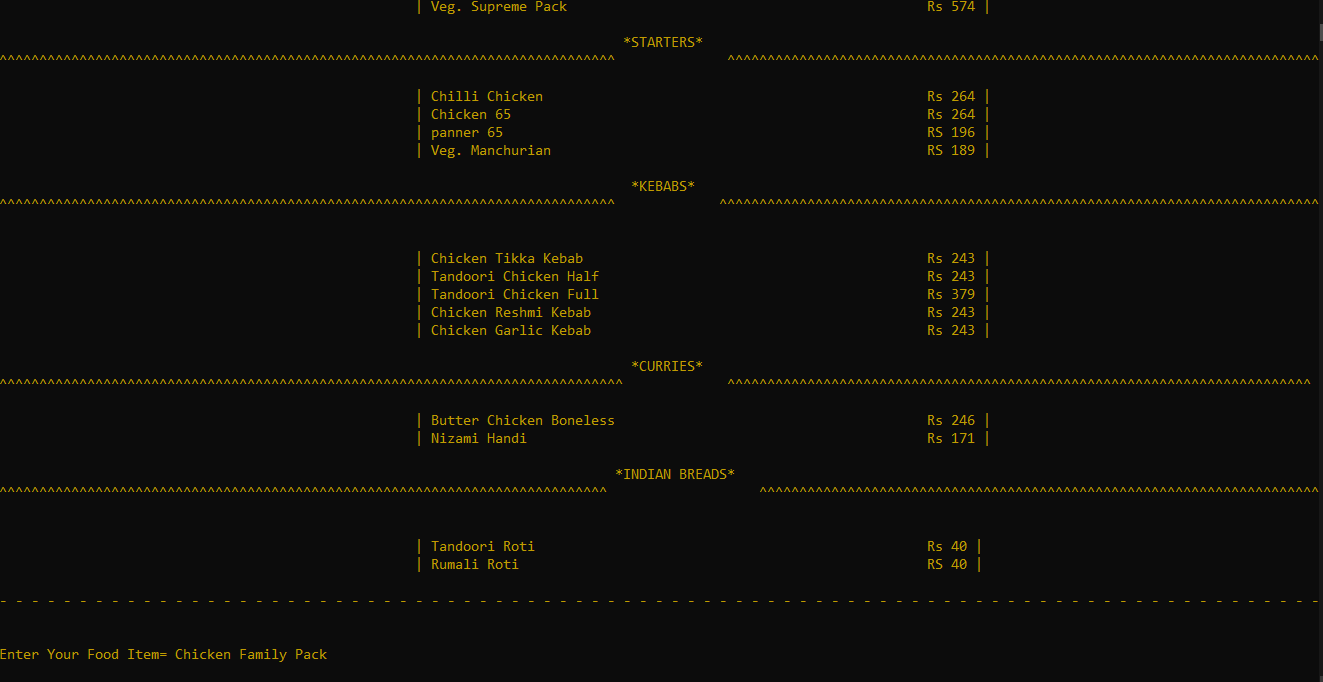 | Veg. Supreme Pack Rs 574 |
*STARTERS*
^^^^^^^^^^^^^^^^^^^^^^^^^^^^^^^^^^^^^^^^^^^^^^^^^^^^^^^^^^^^^^^^^^^^^^^^^^^^^ ^^^^^^^^^^^^^^^^^^^^^^^^^^^^^^^^^^^^^^^^^^^^^^^^^^^^^^^^^^^^^^^^^^^^^^^^^^
| Chilli Chicken Rs 264 |
| Chicken 65 Rs 264 |
| panner 65 RS 196 |
| Veg. Manchurian RS 189 |
*KEBABS*
^^^^^^^^^^^^^^^^^^^^^^^^^^^^^^^^^^^^^^^^^^^^^^^^^^^^^^^^^^^^^^^^^^^^^^^^^^^^^ ^^^^^^^^^^^^^^^^^^^^^^^^^^^^^^^^^^^^^^^^^^^^^^^^^^^^^^^^^^^^^^^^^^^^^^^^^^^
| Chicken Tikka Kebab Rs 243 |
| Tandoori Chicken Half Rs 243 |
| Tandoori Chicken Full Rs 379 |
| Chicken Reshmi Kebab Rs 243 |
| Chicken Garlic Kebab Rs 243 |
*CURRIES*
^^^^^^^^^^^^^^^^^^^^^^^^^^^^^^^^^^^^^^^^^^^^^^^^^^^^^^^^^^^^^^^^^^^^^^^^^^^^^^ ^^^^^^^^^^^^^^^^^^^^^^^^^^^^^^^^^^^^^^^^^^^^^^^^^^^^^^^^^^^^^^^^^^^^^^^^^
| Butter Chicken Boneless Rs 246 |
| Nizami Handi Rs 171 |
*INDIAN BREADS*
^^^^^^^^^^^^^^^^^^^^^^^^^^^^^^^^^^^^^^^^^^^^^^^^^^^^^^^^^^^^^^^^^^^^^^^^^^^^ ^^^^^^^^^^^^^^^^^^^^^^^^^^^^^^^^^^^^^^^^^^^^^^^^^^^^^^^^^^^^^^^^^^^^^^
| Tandoori Roti Rs 40 |
| Rumali Roti RS 40 |
- - - - - - - - - - - - - - - - - - - - - - - - - - - - - - - - - - - - - - - - - - - - - - - - - - - - - - - - - - - - - - - - - - - - - - - - - - - - - - - - - - -
Enter Your Food Item= Chicken Family Pack